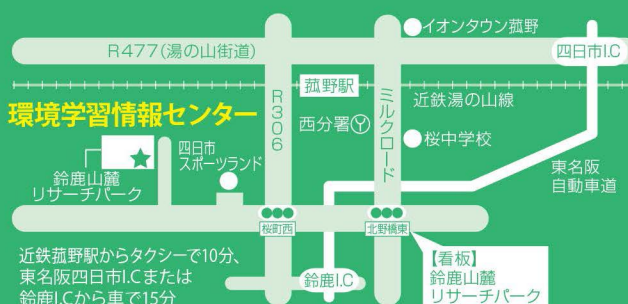 イオンタウン菰野
R477(湯の山街道)
四日市I.C
菰野駅
近鉄湯の山線
環境学習情報センター
R306
ミルクロード
西分署
桜中学校
四日市
スポーツランド
鈴鹿山麓
リサーチパーク
東名阪
自動車道
桜町西
北野橋東
近鉄菰野駅からタクシーで10分、
東名阪四日市I.Cまたは
鈴鹿I.Cから車で15分
鈴鹿I.C
【看板】
鈴鹿山麓
リサーチパーク